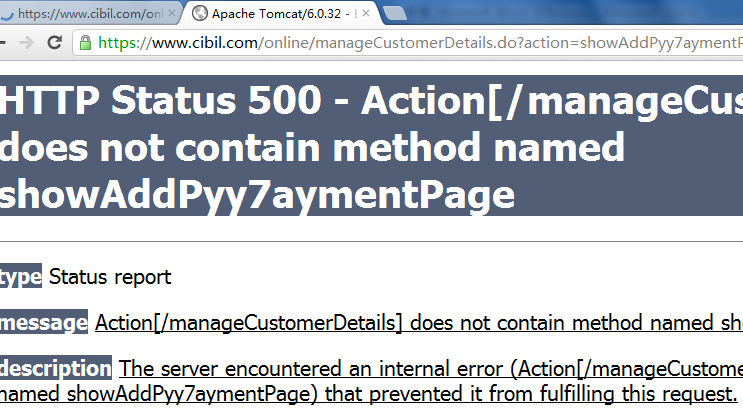 https://www.cibil.com/onl
Apache Tomcat/6.0.32 -
https://www.cibil.com/online/manageCustomerDetails.do?action=showAddPyy7aymentP
HTTP Status 500 - Action[/manageCus
does not contain method named
showAddPyy7aymentPage
type Status report
message Action[/manageCustomerDetails] does not contain method named sh
description The server encountered an internal error (Action[/manageCustome
named showAddPyy7aymentPage) that prevented it from fulfilling this request.